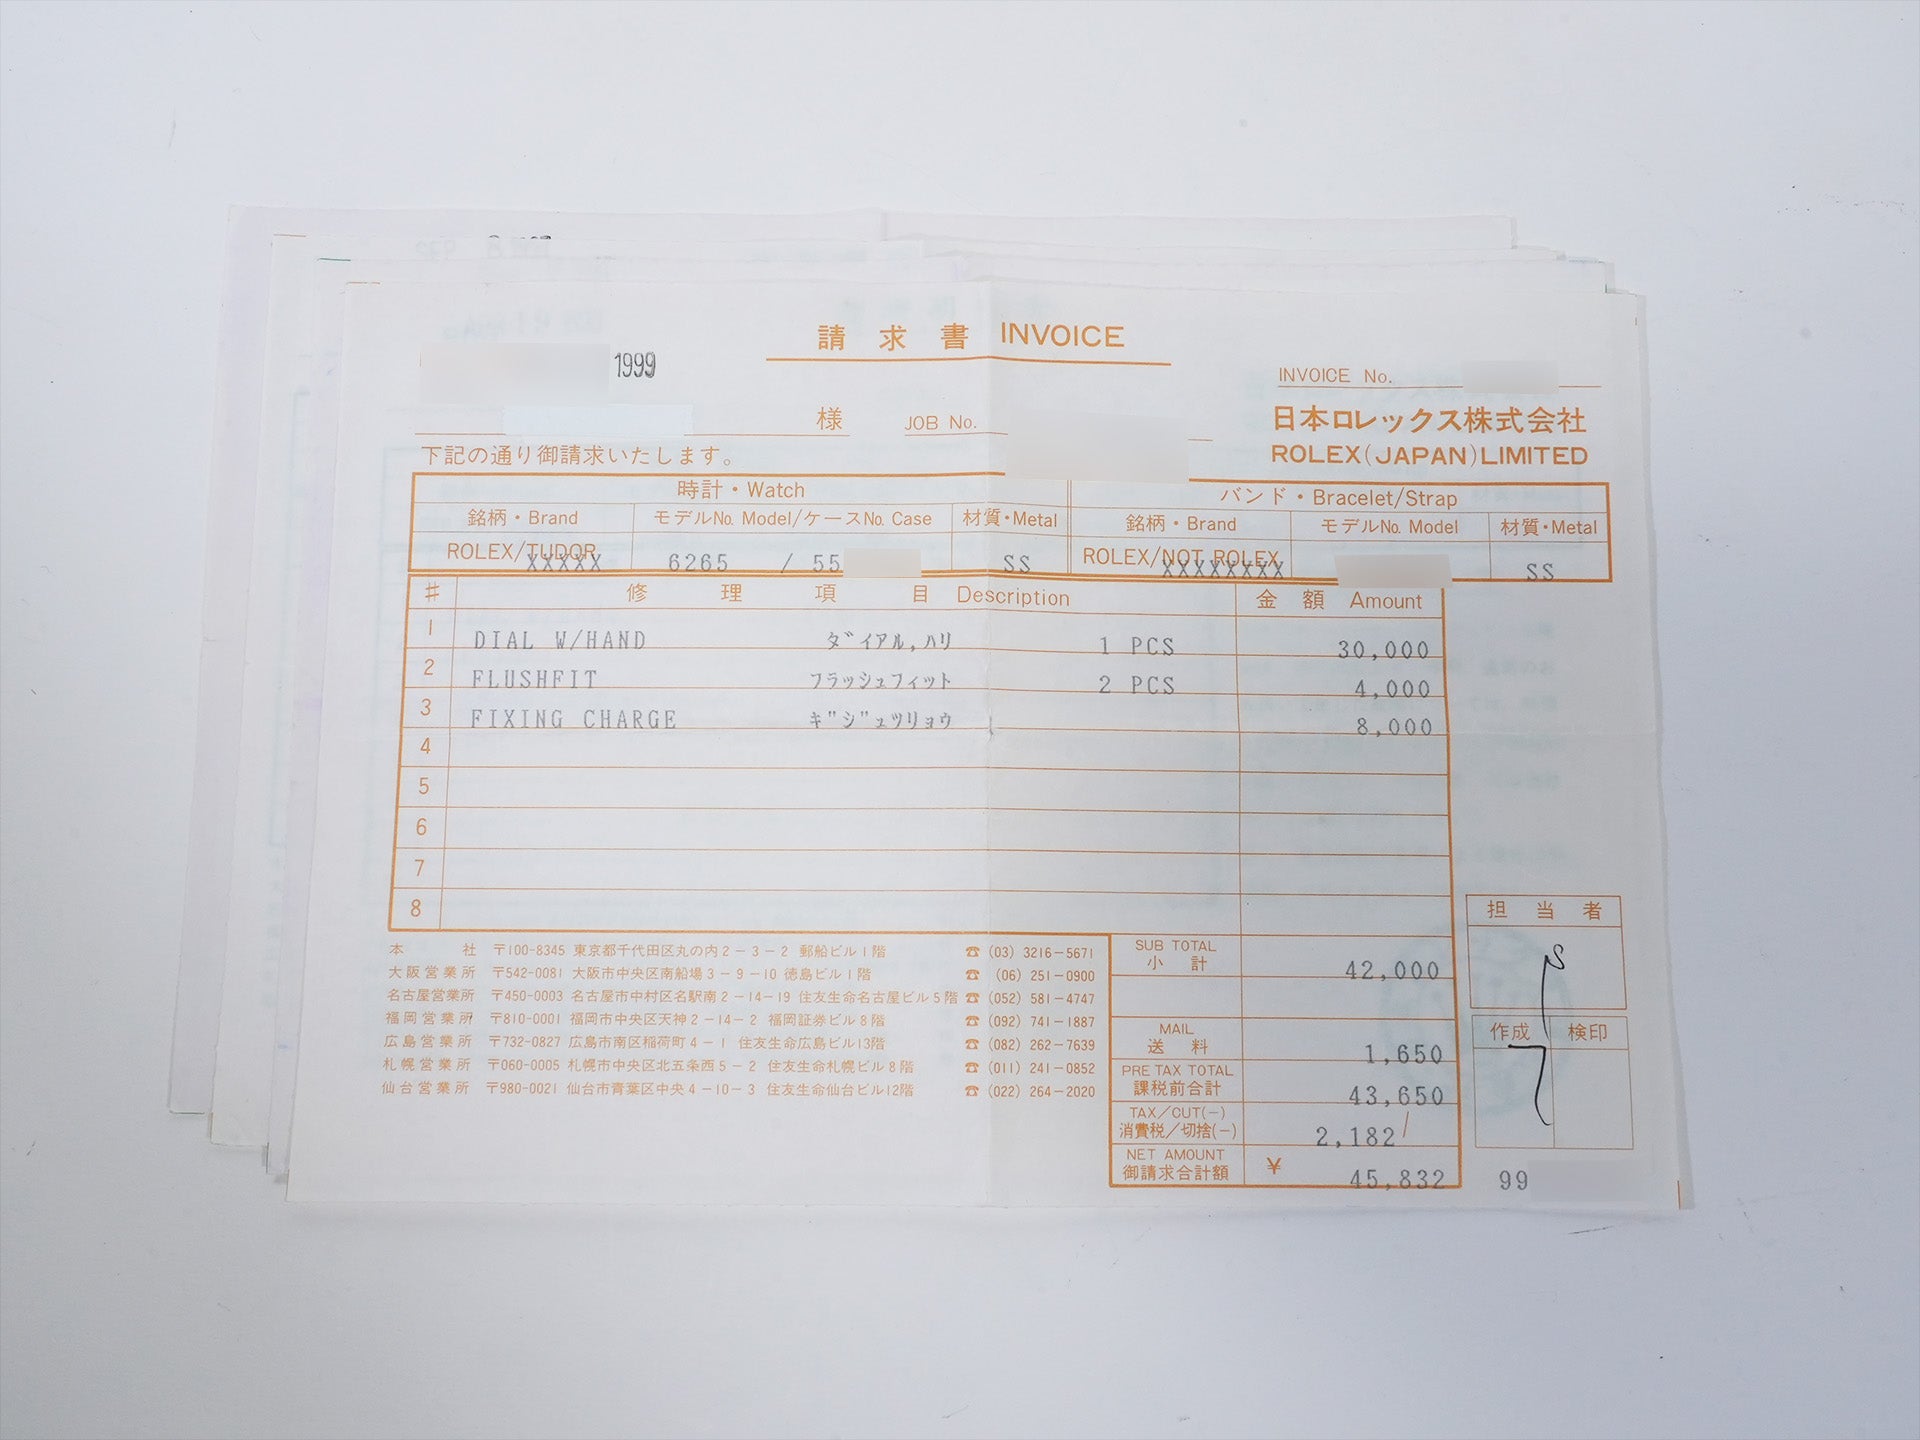 請求書 INVOICE
1999
INVOICE No.
様
JOB No.
日本ロレックス株式会社
ROLEX(JAPAN)LIMITED
下記の通り御請求いたします。
時計・Watch
バンド・Bracelet/Strap
銘柄・Brand モデルNo. Model/ケースNo. Case 材質・Metal 銘柄・Brand モデルNo. Model 材質・Metal
ROLEX/TUDOR 6265 / 55 SS ROLEX/NOT ROLEX SS
XXXXX XXXXXXXX
# 修理項目 Description 金額 Amount
1 DIAL W/HAND ダイアル,ハリ 1 PCS 30,000
2 FLUSHFIT フラッシュフィット 2 PCS 4,000
3 FIXING CHARGE ギジュツリョウ 8,000
4
5
6
7
8
担当者
本社 〒100-8345 東京都千代田区丸の内2-3-2 郵船ビル1階 ☎ (03) 3216-5671
大阪営業所 〒542-0081 大阪市中央区南船場3-9-10 徳島ビル1階 ☎ (06) 251-0900
名古屋営業所 〒450-0003 名古屋市中村区名駅南2-14-19 住友生命名古屋ビル5階 ☎ (052) 581-4747
福岡営業所 〒810-0001 福岡市中央区天神2-14-2 福岡証券ビル8階 ☎ (092) 741-1887
広島営業所 〒732-0827 広島市南区稲荷町4-1 住友生命広島ビル13階 ☎ (082) 262-7639
札幌営業所 〒060-0005 札幌市中央区北五条西5-2 住友生命札幌ビル8階 ☎ (011) 241-0852
仙台営業所 〒980-0021 仙台市青葉区中央4-10-3 住友生命仙台ビル12階 ☎ (022) 264-2020
SUB TOTAL
小計 42,000
作成 検印
MAIL
送料 1,650
PRE TAX TOTAL
課税前合計 43,650
TAX/CUT(-)
消費税/切捨(-) 2,182
NET AMOUNT
御請求合計額 ¥ 45,832
99